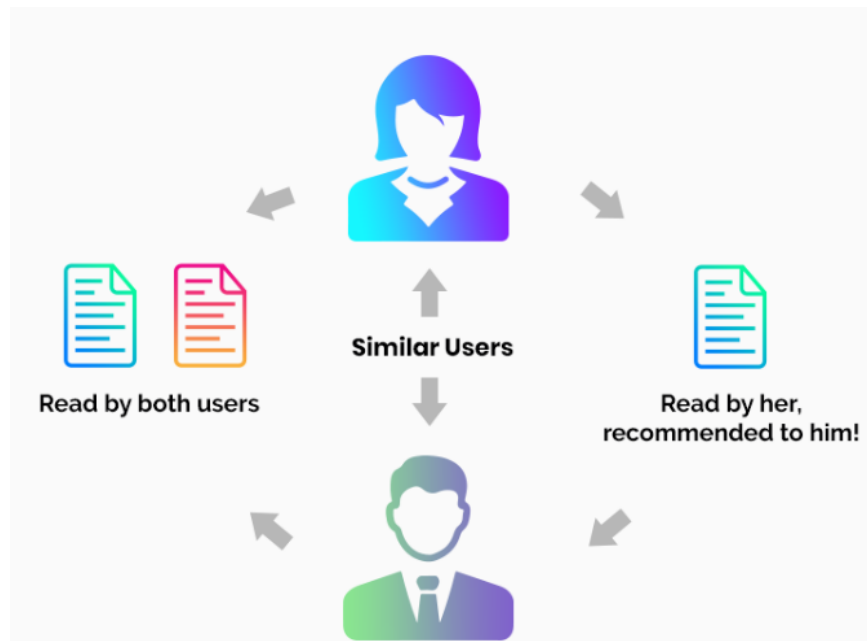 Similar Users
Read by both users
Read by her,
recommended to him!